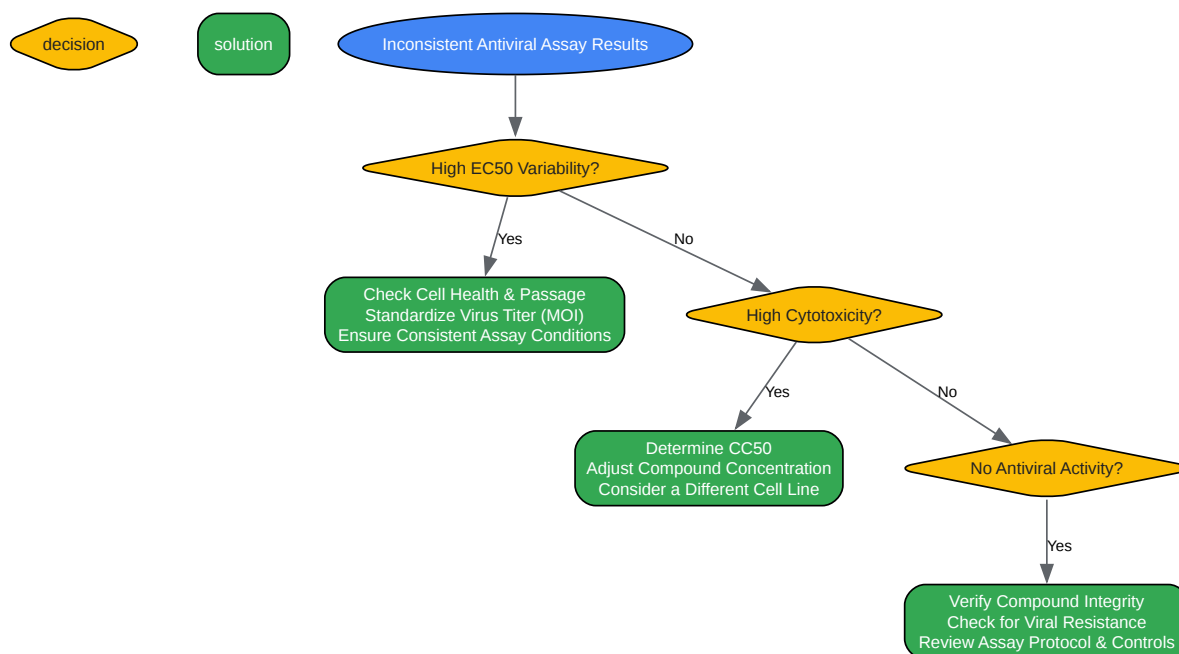 decision
solution
Inconsistent Antiviral Assay Results
High EC50 Variability?
Yes
No
Check Cell Health & Passage
Standardize Virus Titer (MOI)
Ensure Consistent Assay Conditions
High Cytotoxicity?
Yes
No
Determine CC50
Adjust Compound Concentration
Consider a Different Cell Line
No Antiviral Activity?
Yes
Verify Compound Integrity
Check for Viral Resistance
Review Assay Protocol & Controls